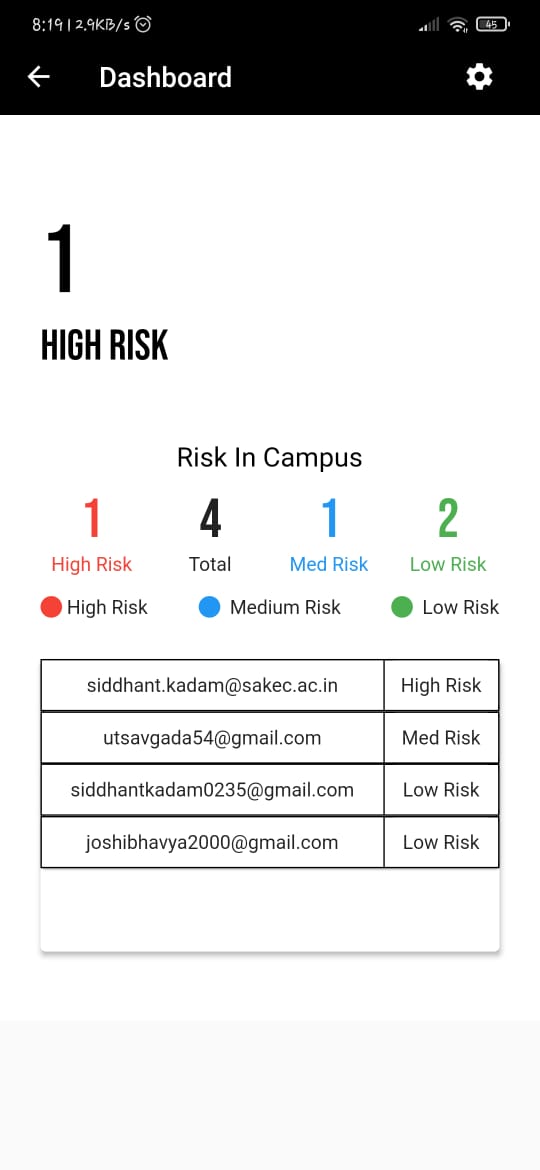 8:19 | 2.9KB/s 45
Dashboard
1
HIGH RISK
Risk In Campus
1 4 1 2
High Risk Total Med Risk Low Risk
High Risk Medium Risk Low Risk
siddhant.kadam@sakec.ac.in High Risk
utsavgada54@gmail.com Med Risk
siddhantkadam0235@gmail.com Low Risk
joshibhavya2000@gmail.com Low Risk